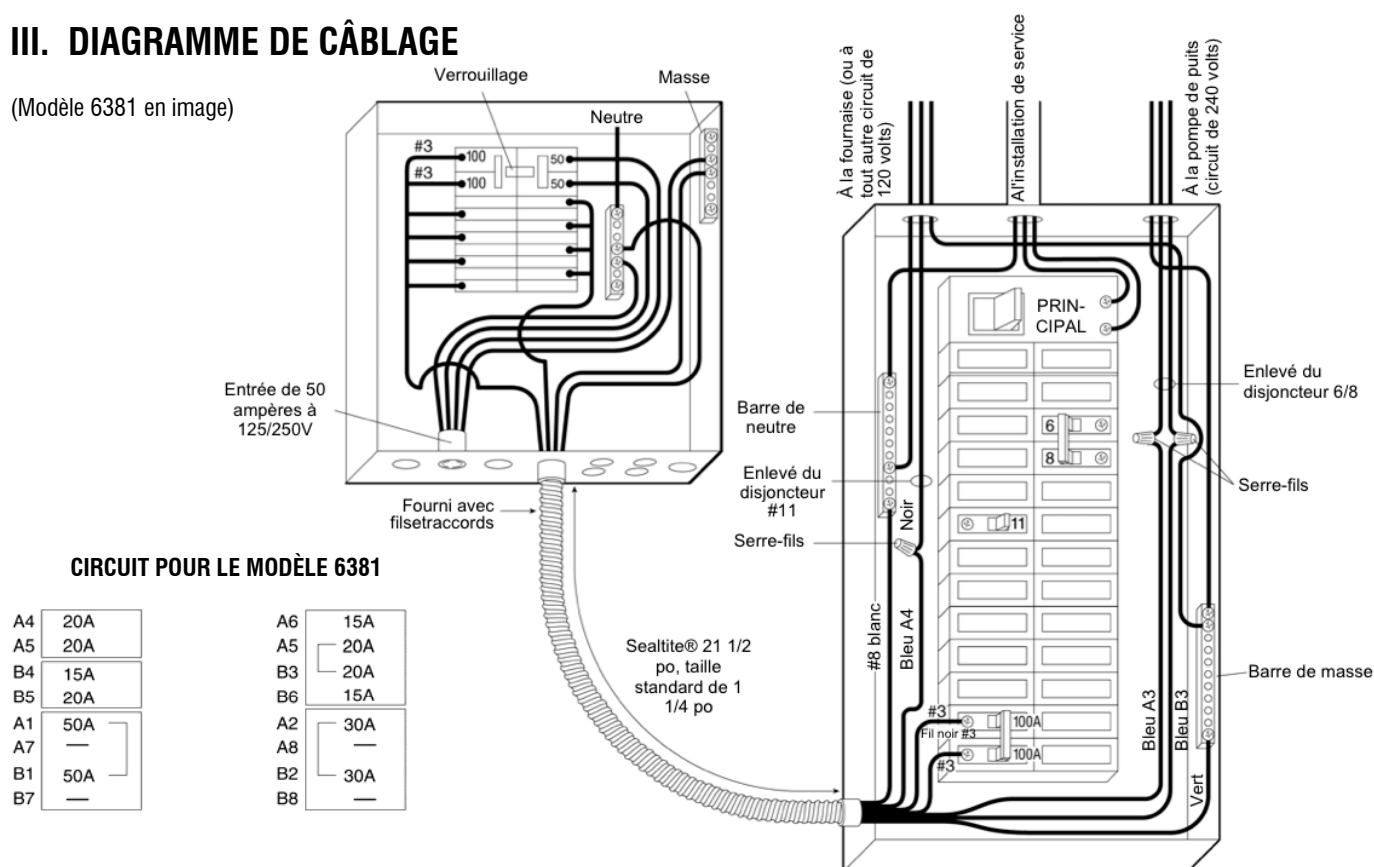 III. DIAGRAMME DE CÂBLAGE
(Modèle 6381 en image)
Verrouillage
Masse
Neutre
#3
#3
100
100
50
50
Entrée de 50
ampères à
125/250V
Fourni avec
filsetraccords
Sealtite® 21 1/2
po, taille
standard de 1
1/4 po
À la fournaise (ou à
tout autre circuit de
120 volts)
Al'installation de service
À la pompe de puits
(circuit de 240 volts)
PRIN-
CIPAL
Barre de
neutre
Enlevé du
disjoncteur
#11
Serre-fils
Noir
#8 blanc
Bleu A4
6
8
11
#3
Fil noir #3
#3
100A
100A
Enlevé du
disjoncteur 6/8
Serre-fils
Barre de masse
Bleu A3
Bleu B3
Vert
CIRCUIT POUR LE MODÈLE 6381
A4 20A
A5 20A
B4 15A
B5 20A
A1 50A
A7 —
B1 50A
B7 —
A6 15A
A5 20A
B3 20A
B6 15A
A2 30A
A8 —
B2 30A
B8 —